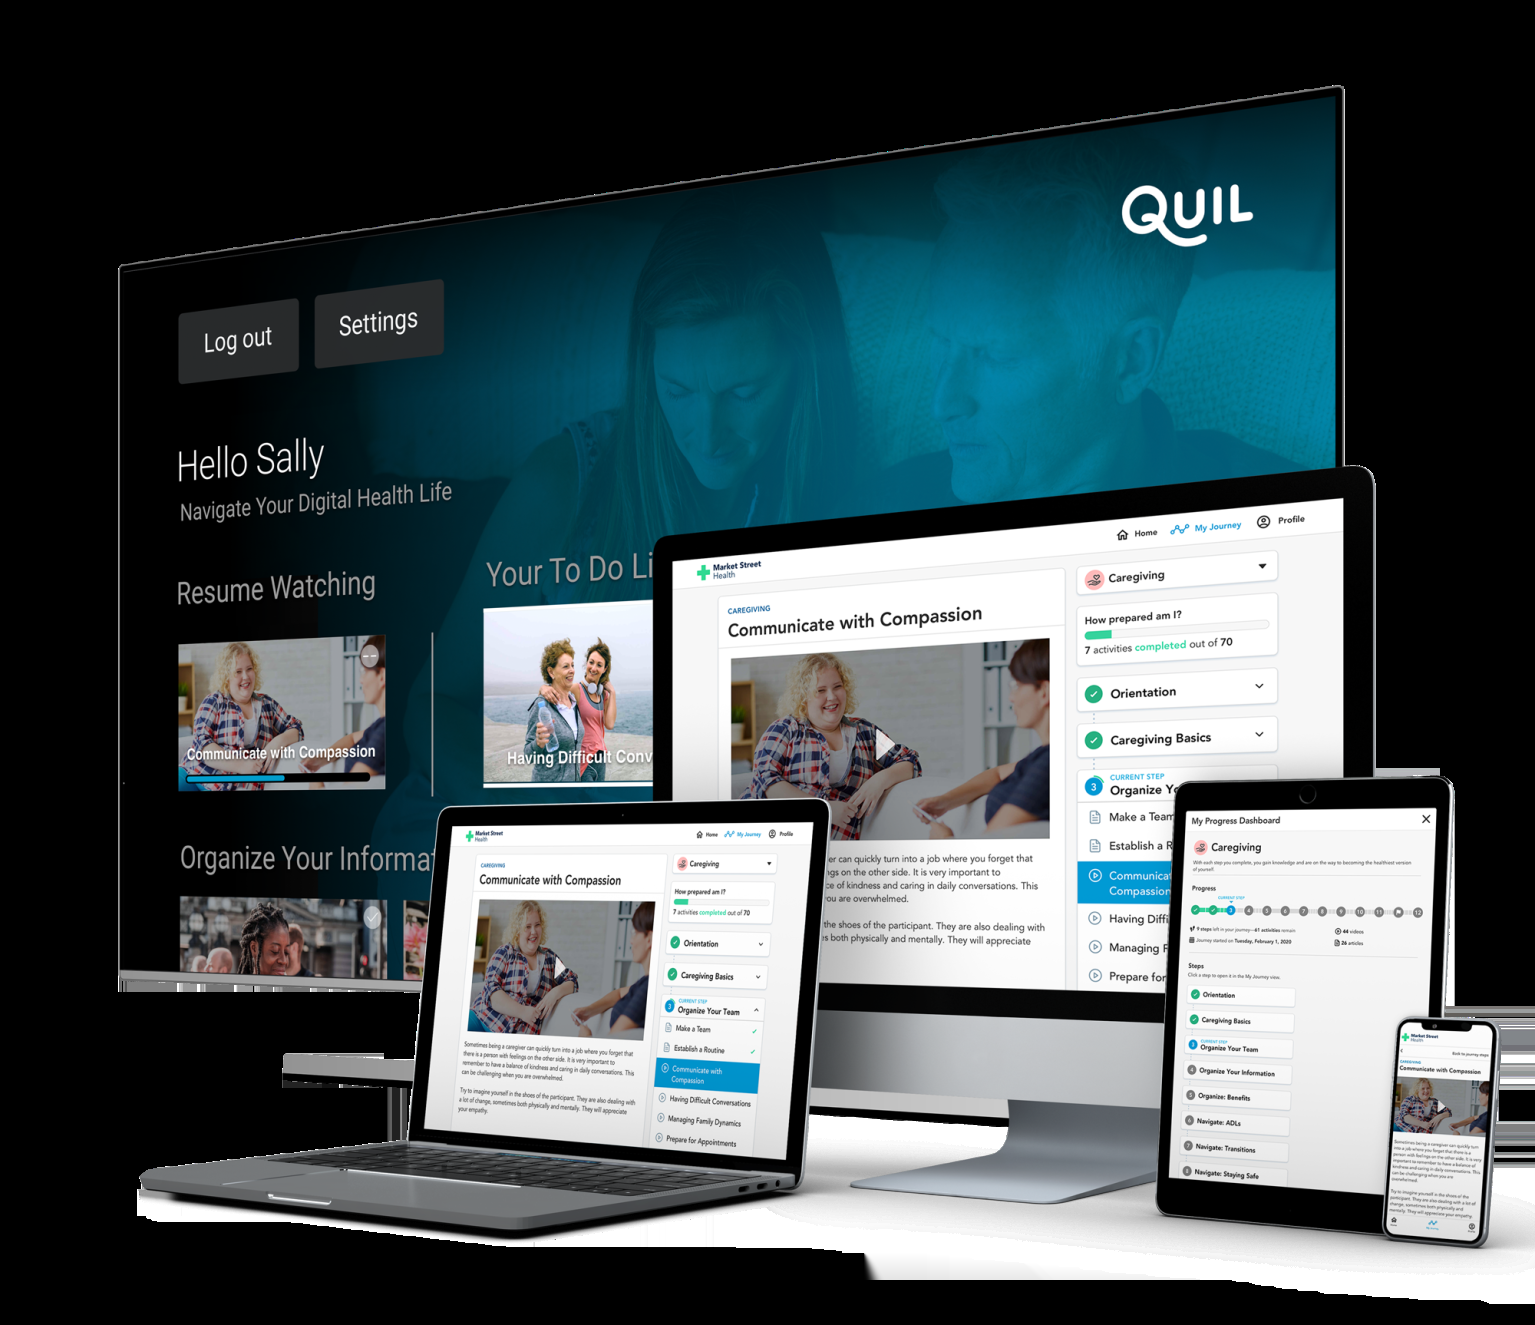 QUIL
Log out
Settings
Hello Sally
Navigate Your Digital Health Life
Resume Watching
Communicate with Compassion
Your To Do Li
Having Difficult Conv
Organize Your Informat
Market Street
Health
Home
My Journey
Profile
CAREGIVING
Communicate with Compassion
er can quickly turn into a job where you forget that
ngs on the other side. It is very important to
ce of kindness and caring in daily conversations. This
ou are overwhelmed.
the shoes of the participant. They are also dealing with
s both physically and mentally. They will appreciate
Caregiving
How prepared am I?
7 activities completed out of 70
Orientation
Caregiving Basics
CURRENT STEP
3
Organize Yo
Make a Team
Establish a R
Communicat
Compassion
Having Diffi
Managing F
Prepare for
Market Street
Health
Home
My Journey
Profile
CAREGIVING
Communicate with Compassion
Sometimes being a caregiver can quickly turn into a job where you forget that
there is a person with feelings on the other side. It is very important to
remember to have a balance of kindness and caring in daily conversations. This
can be challenging when you are overwhelmed.
Try to imagine yourself in the shoes of the participant. They are also dealing with
a lot of change, sometimes both physically and mentally. They will appreciate
your empathy.
Caregiving
How prepared am I?
7 activities completed out of 70
Orientation
Caregiving Basics
CURRENT STEP
3
Organize Your Team
Make a Team
Establish a Routine
Communicate with
Compassion
Having Difficult Conversations
Managing Family Dynamics
Prepare for Appointments
My Progress Dashboard
Caregiving
With each step you complete, you gain knowledge and are on the way to becoming the healthiest version
of yourself.
Progress
CURRENT STEP
3 4 5 6 7 8 9 10 11 12
9 steps left in your journey—61 activities remain
44 videos
Journey started on Tuesday, February 1, 2020
26 articles
Steps
Click a step to open it in the My Journey view.
Orientation
Caregiving Basics
CURRENT STEP
3 Organize Your Team
4 Organize Your Information
5 Organize: Benefits
6 Navigate: ADLs
7 Navigate: Transitions
8 Navigate: Staying Safe
Market Street
Health
Back to journey steps
CAREGIVING
Communicate with Compassion
Sometimes being a caregiver can quickly turn
into a job where you forget that there is a
person with feelings on the other side. It is very
important to remember to have a balance of
kindness and caring in daily conversations. This
can be challenging when you are
overwhelmed.
Try to imagine yourself in the shoes of the
participant. They are also dealing with a lot of
change, sometimes both physically and
mentally. They will appreciate your empathy.
My Journey